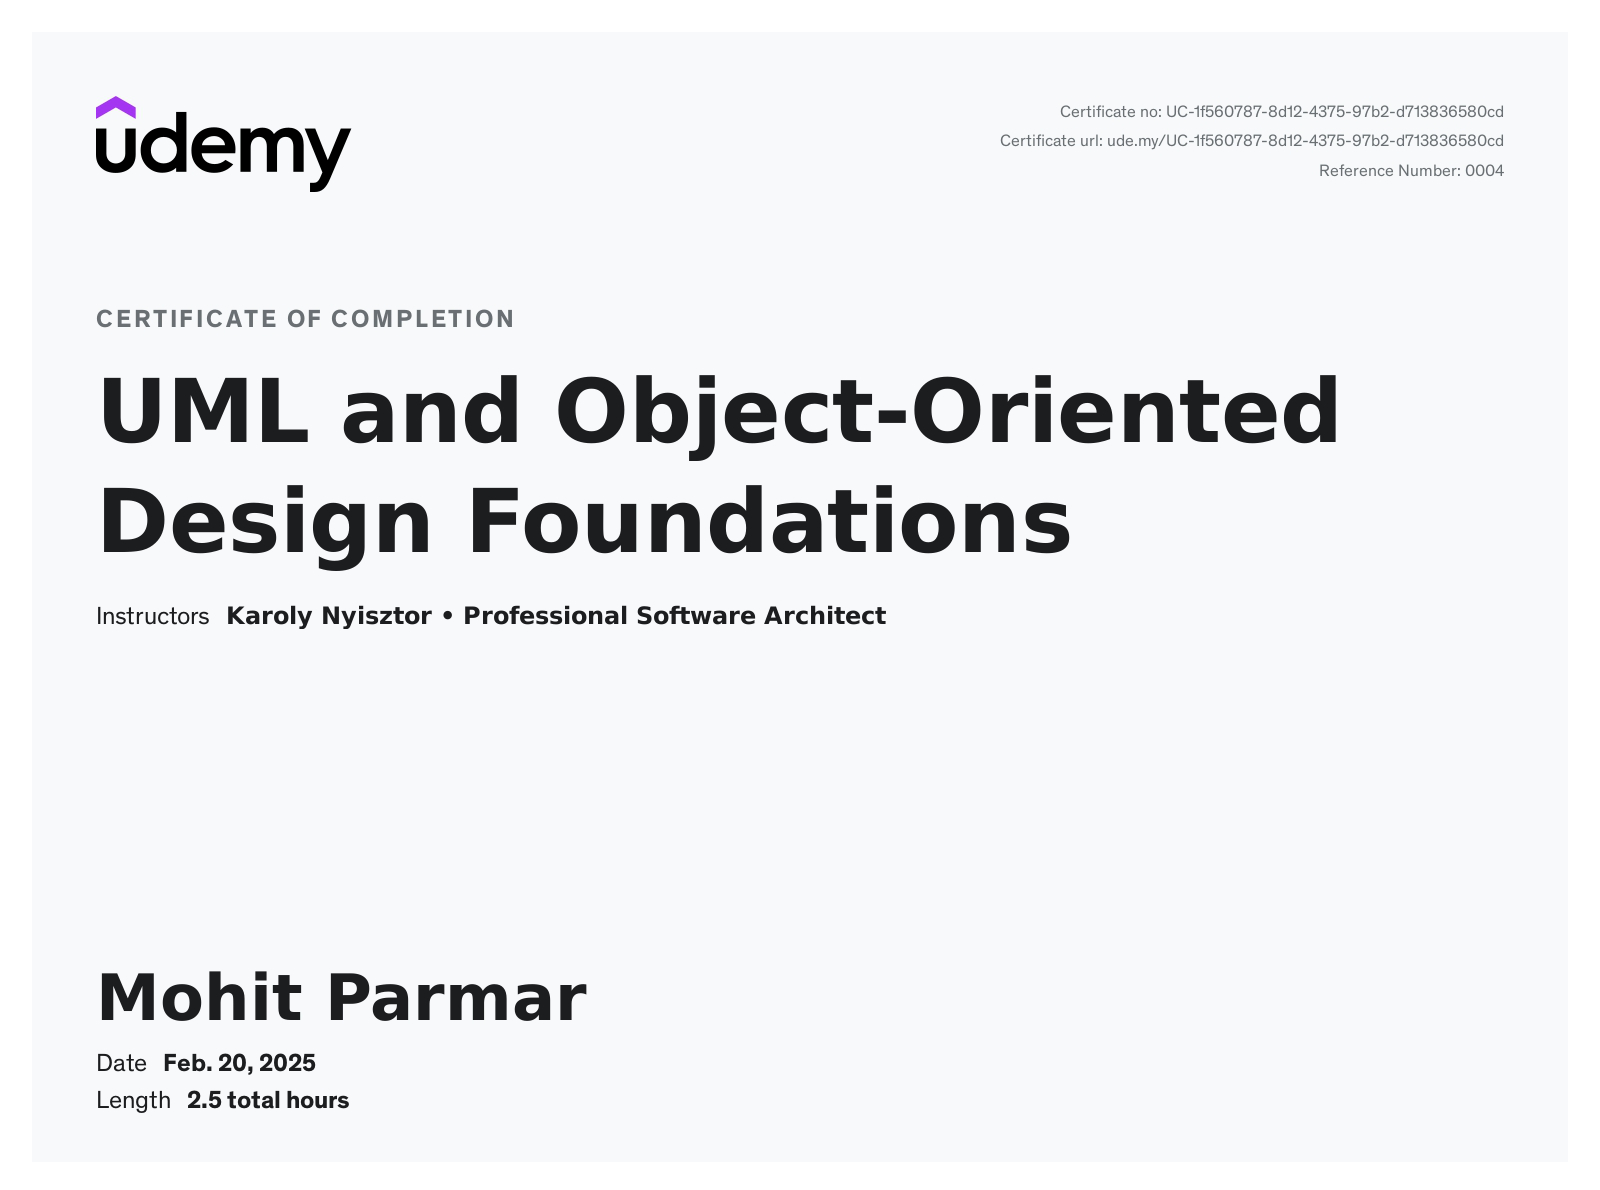 udemy
Certificate no: UC-1f560787-8d12-4375-97b2-d713836580cd
Certificate url: ude.my/UC-1f560787-8d12-4375-97b2-d713836580cd
Reference Number: 0004
CERTIFICATE OF COMPLETION
UML and Object-Oriented
Design Foundations
Instructors Karoly Nyisztor • Professional Software Architect
Mohit Parmar
Date Feb. 20, 2025
Length 2.5 total hours